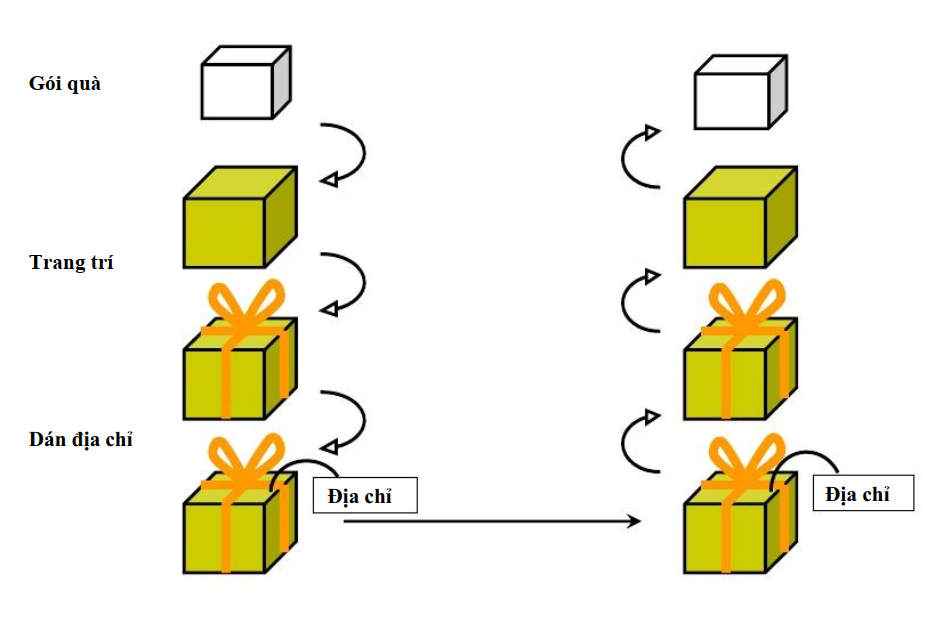 Gói quà
Trang trí
Dán địa chỉ
Địa chỉ
Địa chỉ